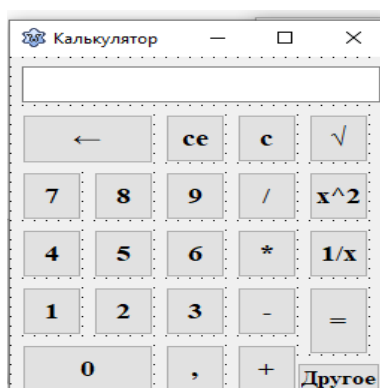 Калькулятор
← ce c √
7 8 9 / x^2
4 5 6 * 1/x
1 2 3 - =
0 , + Другое